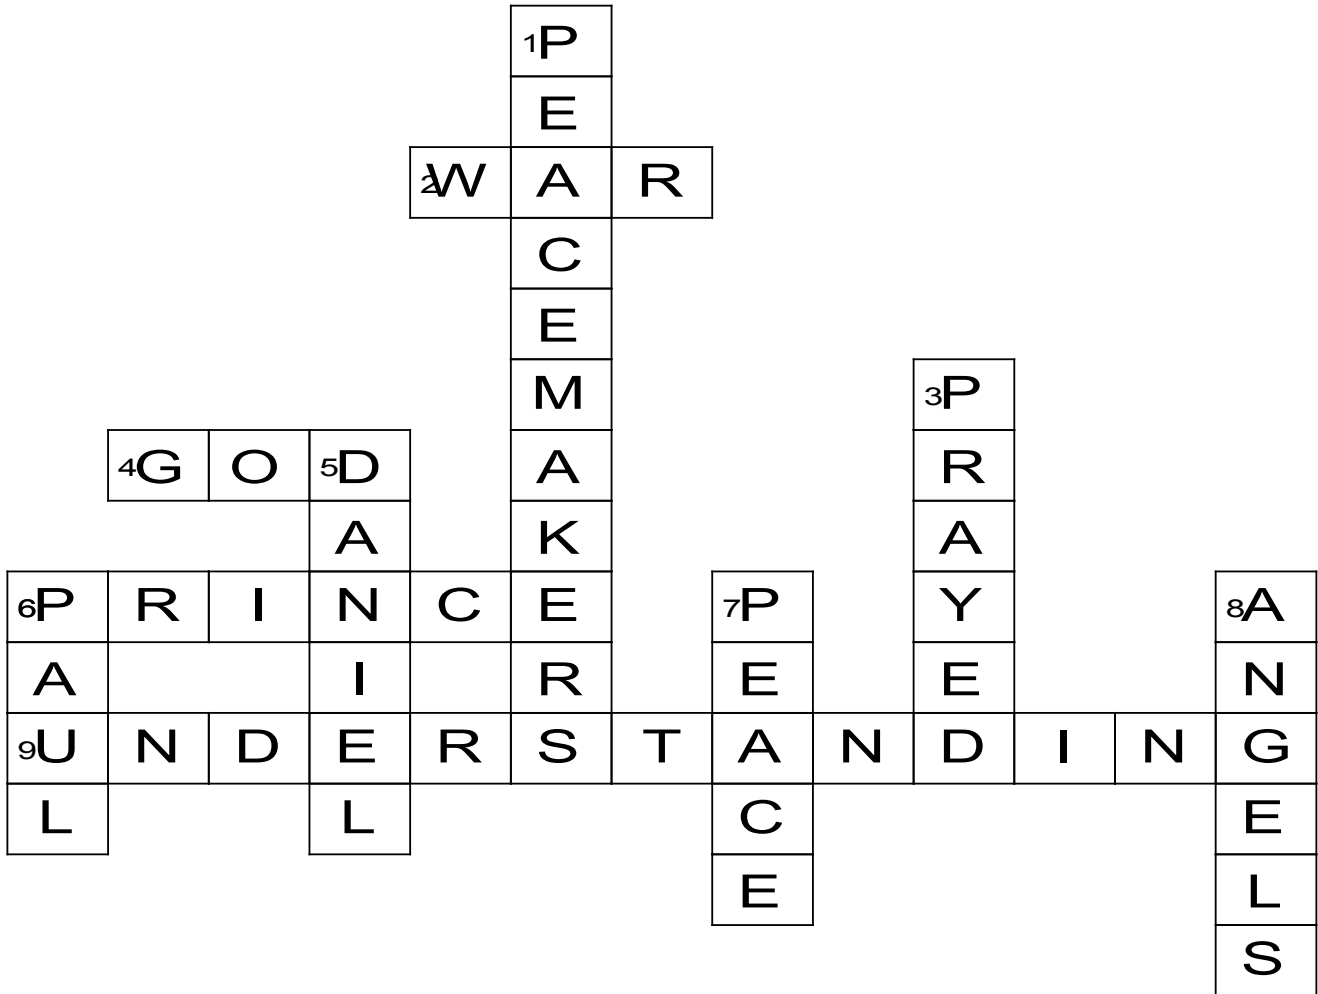 1P
E
2W A R
C
E
M 3P
4G O 5D A R
A K A
6P R I N C E 7P Y 8A
A I R E E N
9U N D E R S T A N D I N G
L L C E
E L
S